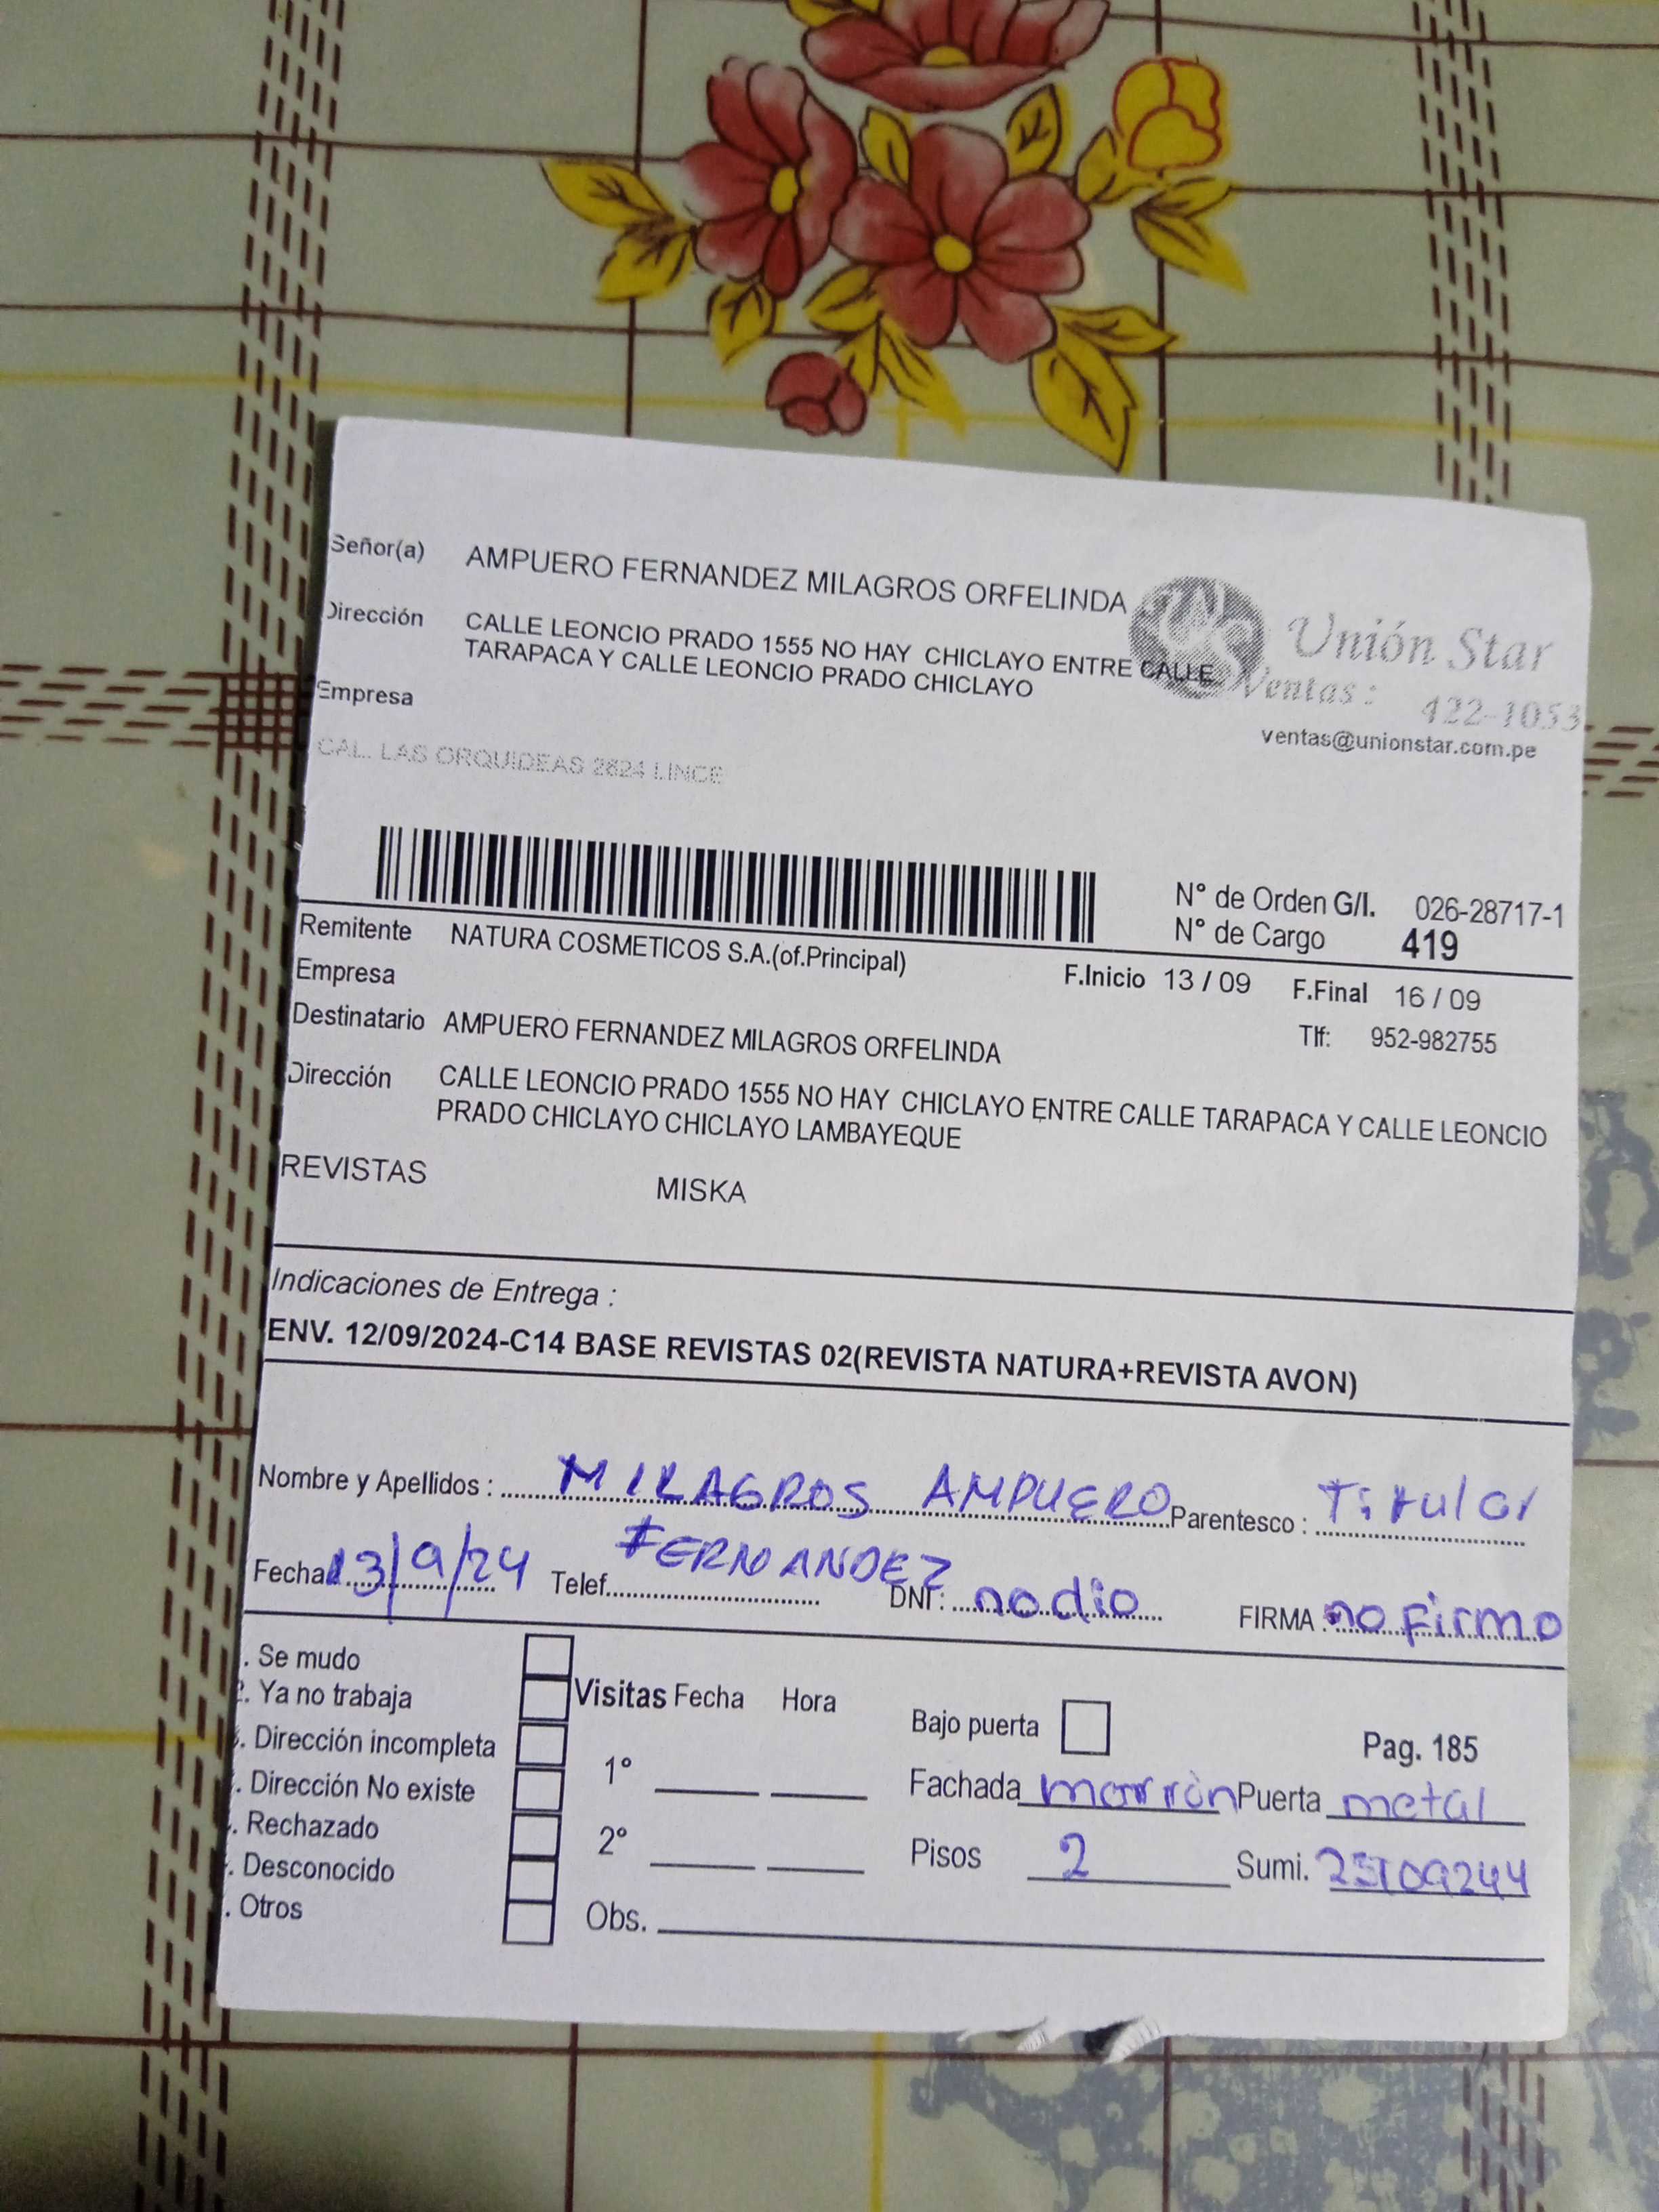 Señor(a) AMPUERO FERNANDEZ MILAGROS ORFELINDA
Dirección CALLE LEONCIO PRADO 1555 NO HAY CHICLAYO ENTRE CALLE
TARAPACA Y CALLE LEONCIO PRADO CHICLAYO
Unión Star
Ventas: 422-1053
ventas@unionstar.com.pe
Empresa
CAL. LAS ORQUIDEAS 2624 LINCE
N° de Orden G/I. 026-28717-1
N° de Cargo 419
Remitente NATURA COSMETICOS S.A.(of.Principal)
Empresa F.Inicio 13 / 09 F.Final 16 / 09
Destinatario AMPUERO FERNANDEZ MILAGROS ORFELINDA Tlf: 952-982755
Dirección CALLE LEONCIO PRADO 1555 NO HAY CHICLAYO ENTRE CALLE TARAPACA Y CALLE LEONCIO
PRADO CHICLAYO CHICLAYO LAMBAYEQUE
REVISTAS MISKA
Indicaciones de Entrega :
ENV. 12/09/2024-C14 BASE REVISTAS 02(REVISTA NATURA+REVISTA AVON)
Nombre y Apellidos : MILAGROS AMPUERO Parentesco : Titular
FERNANDEZ
Fecha 13/9/24 Telef. DNI: no dio FIRMA : no firmo
. Se mudo
. Ya no trabaja
. Dirección incompleta
. Dirección No existe
. Rechazado
. Desconocido
. Otros
Visitas Fecha Hora
1°
2°
Obs.
Bajo puerta Pag. 185
Fachada marrón Puerta metal
Pisos 2 Sumi.